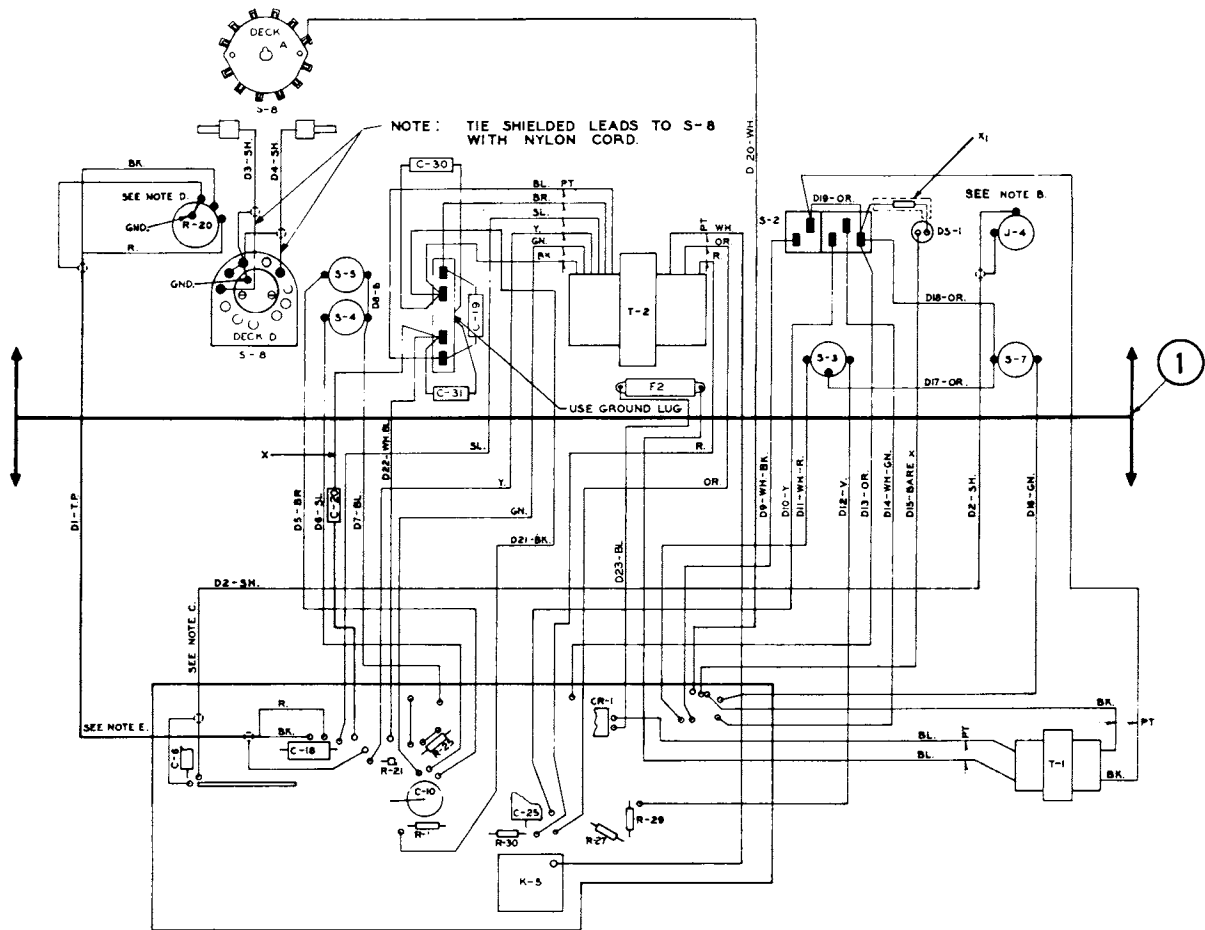 DECK
A
S-8
NOTE: TIE SHIELDED LEADS TO S-8
WITH NYLON CORD.
D3-SH.
D4-SH.
BK.
SEE NOTE D.
R-20
GND.
R.
GND.
DECK D
S-8
S-5
S-4
D8-B
C-30
C-19
C-31
USE GROUND LUG
BL.
PT
BR.
SL.
Y.
GN.
BK
T-2
PT
WH
OR.
R.
F2
D 20-WH.
S-2
D19-OR.
X1
DS-1
SEE NOTE B.
J-4
D18-OR.
S-3
S-7
D17-OR.
1
X
C-20
D1-T.P.
D5-BR
D6-SL
D7-BL
D22-WH.BL
SL.
Y.
GN.
D21-BK.
R.
OR.
D23-BL
D9-WH-BK.
D10-Y
D11-WH-R.
D12-V.
D13-OR.
D14-WH-GN.
D15-BARE X
D2-SH.
D16-GN.
D2-SH.
SEE NOTE C.
SEE NOTE E.
R.
BK.
C-18
C-6
R-21
R-23
C-10
R-1
C-25
R-30
R-27
R-29
K-5
CR-1
BL.
PT
BL.
T-1
BK.
PT
BK.